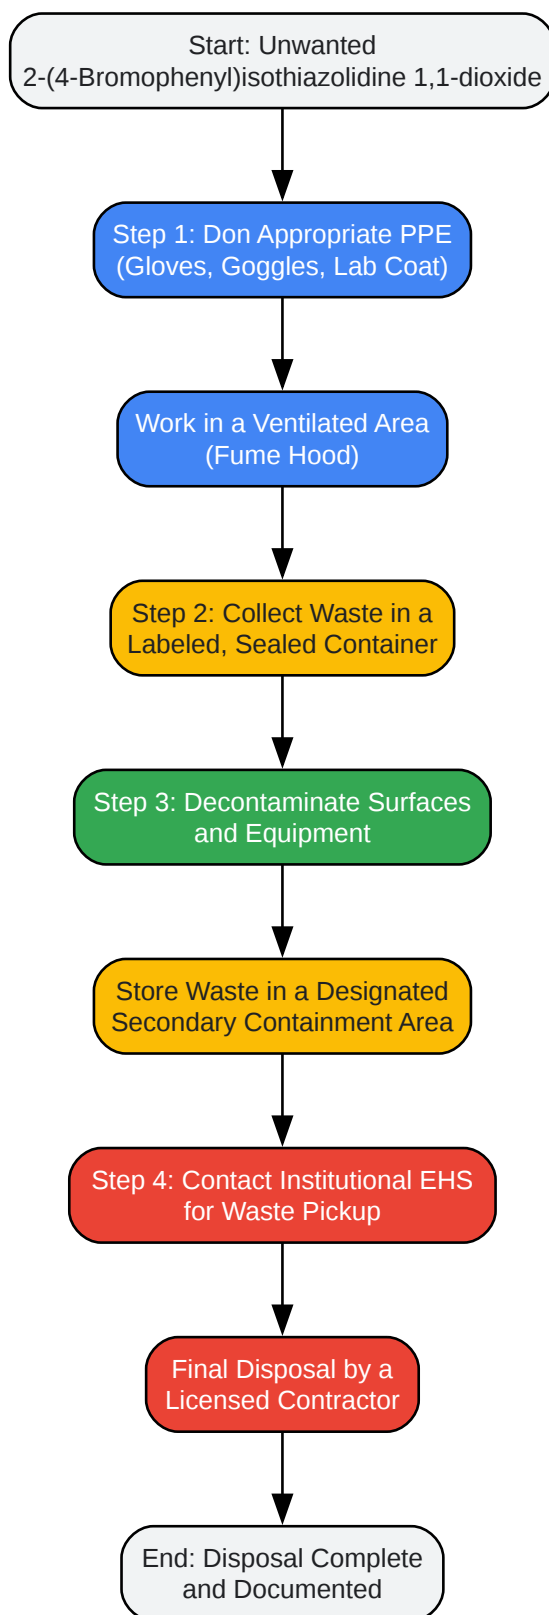 Start: Unwanted
2-(4-Bromophenyl)isothiazolidine 1,1-dioxide
Step 1: Don Appropriate PPE
(Gloves, Goggles, Lab Coat)
Work in a Ventilated Area
(Fume Hood)
Step 2: Collect Waste in a
Labeled, Sealed Container
Step 3: Decontaminate Surfaces
and Equipment
Store Waste in a Designated
Secondary Containment Area
Step 4: Contact Institutional EHS
for Waste Pickup
Final Disposal by a
Licensed Contractor
End: Disposal Complete
and Documented